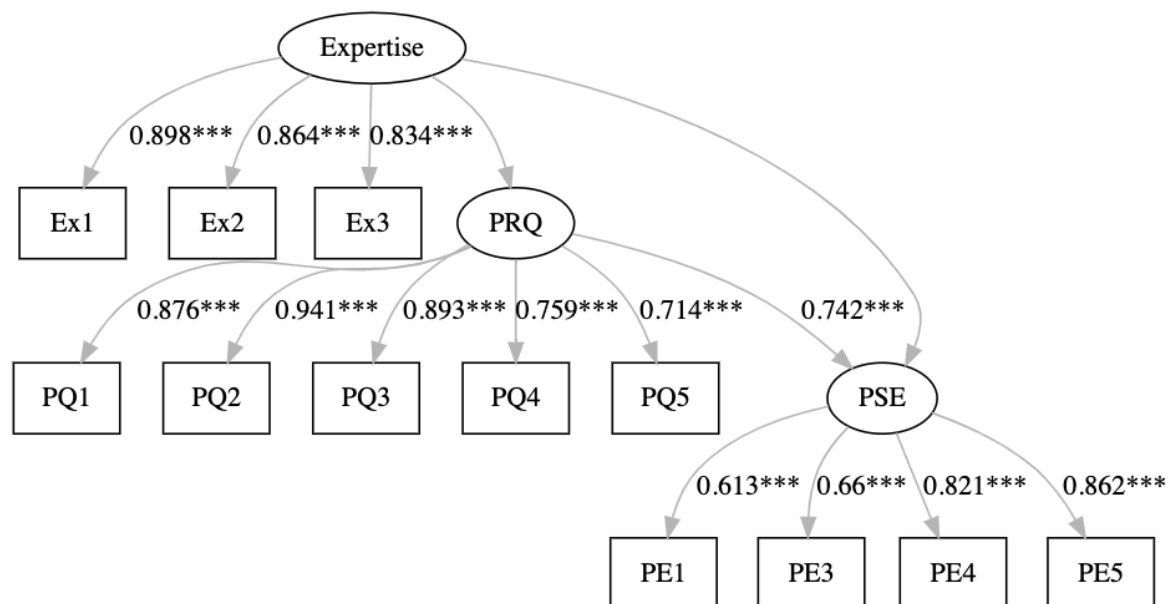 Expertise
0.898*** 0.864*** 0.834***
Ex1 Ex2 Ex3 PRQ
0.876*** 0.941*** 0.893*** 0.759*** 0.714*** 0.742***
PQ1 PQ2 PQ3 PQ4 PQ5 PSE
0.613*** 0.66*** 0.821*** 0.862***
PE1 PE3 PE4 PE5